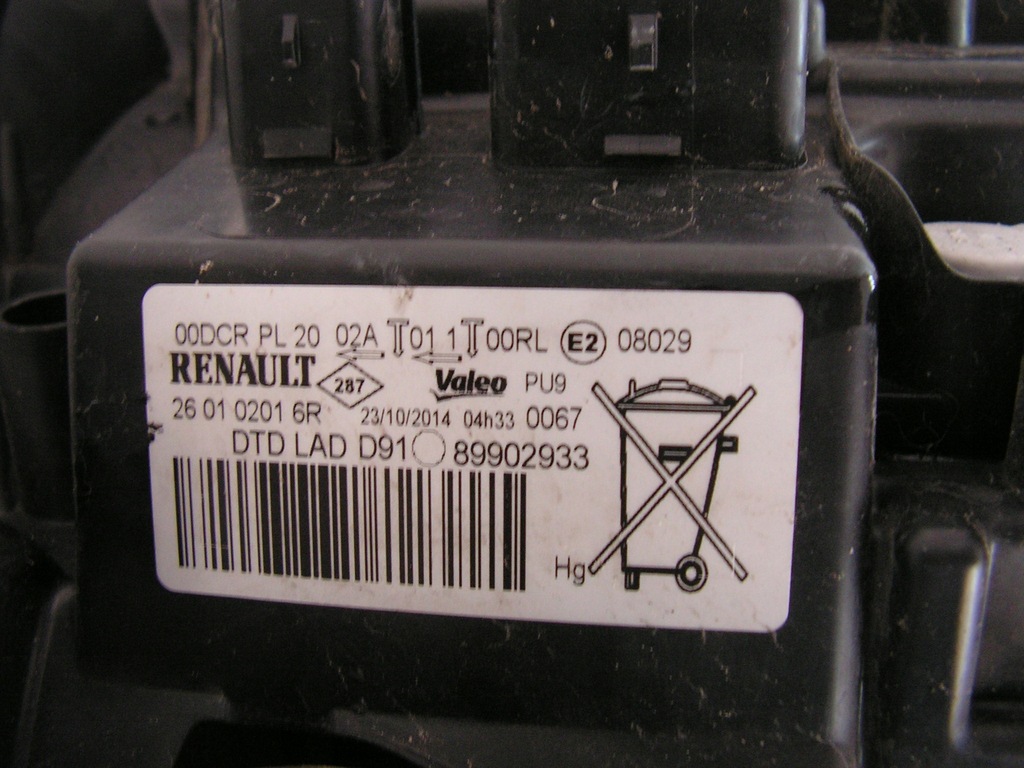 00DCR PL 20 02A 01 1 00RL E2 08029
RENAULT 287 Valeo PU9
26 01 0201 6R 23/10/2014 04h33 0067
DTD LAD D91 89902933
Hg